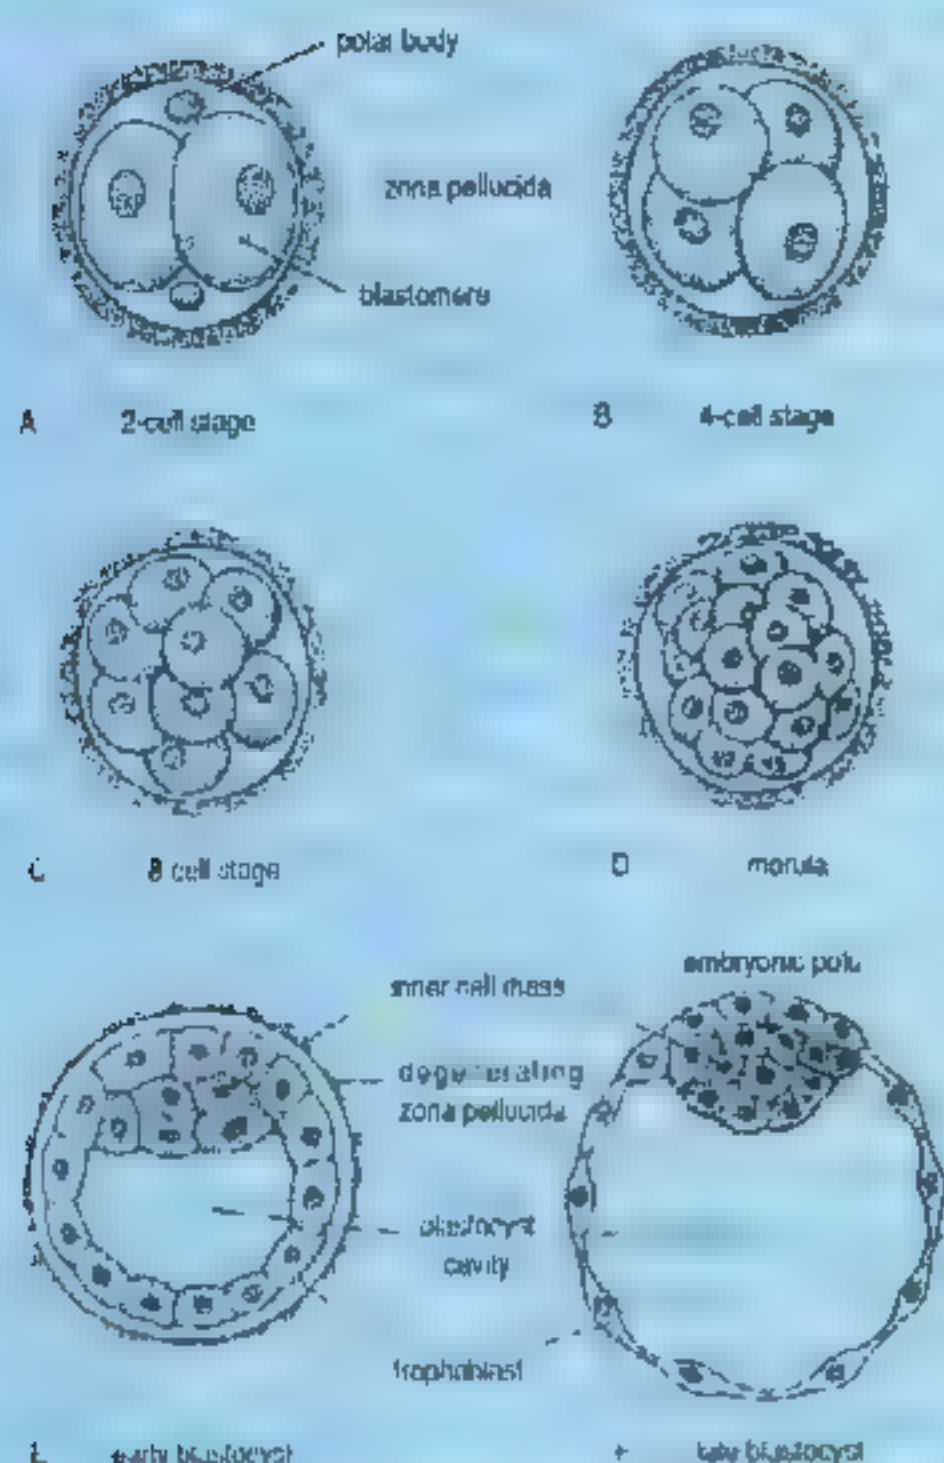 polar body
zona pellucida
blastomere
A 2-cell stage
B 4-cell stage
C 8 cell stage
D morula
embryonic pole
inner cell mass
degenerating
zona pellucida
blastocyst
cavity
trophoblast
E early blastocyst
late blastocyst